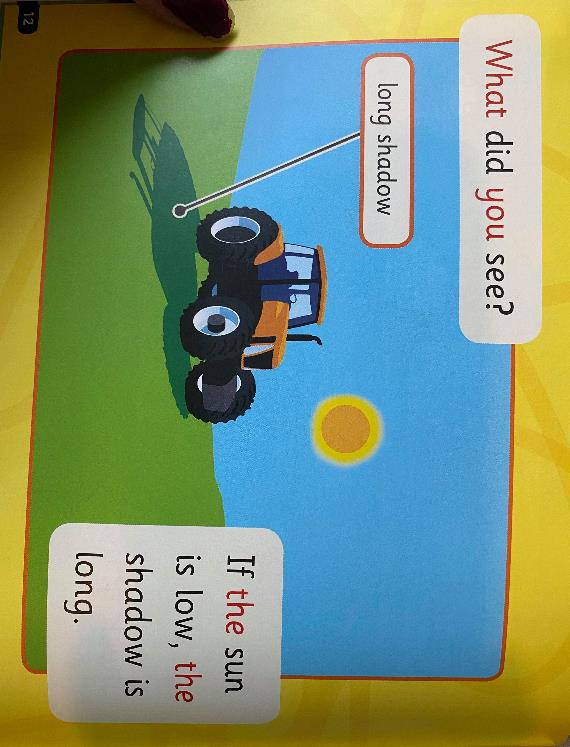 What did you see?
long shadow
If the sun
is low, the
shadow is
long.
12